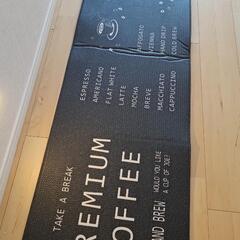 AFFOGATO
VIENNA
HAND DRIP
COLD BREW
ESPRESSO
AMERICANO
FLAT WHITE
LATTE
MOCHA
BREVE
MACCHIATO
CAPPUCCINO
TAKE A BREAK
REMIUM
OFFEE
WOULD YOU LIKE
A CUP OF JOE?
AND BREW